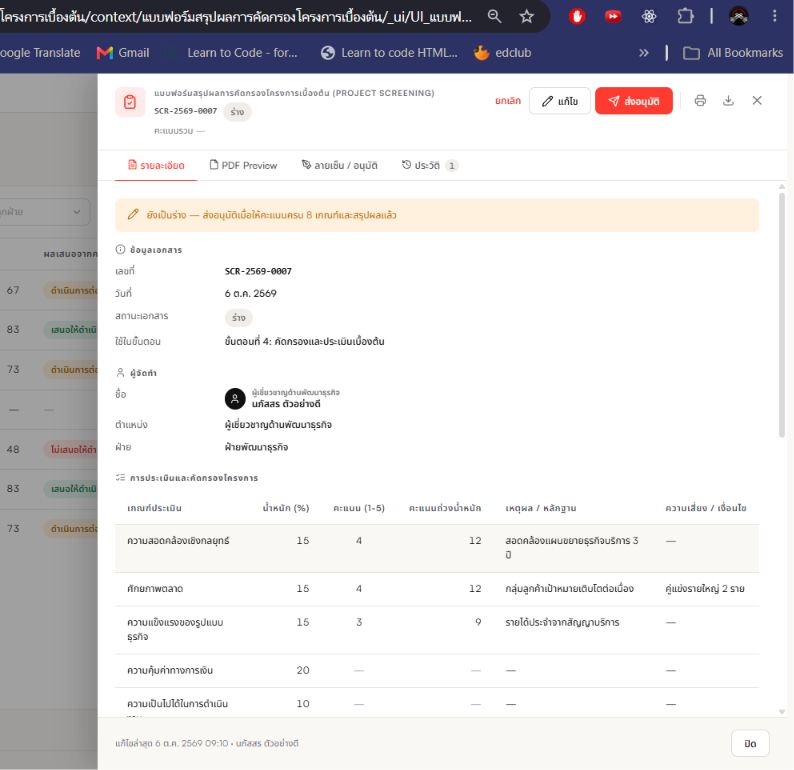 โครงการเบื้องต้น/context/แบบฟอร์มสรุปผลการคัดกรองโครงการเบื้องต้น/_ui/UI_แบบฟ...
oogle Translate Gmail Learn to Code - for... Learn to code HTML... edclub » All Bookmarks
แบบฟอร์มสรุปผลการคัดกรองโครงการเบื้องต้น (PROJECT SCREENING)
SCR-2569-0007 ร่าง
คะแนนรวม —
ยกเลิก แก้ไข ส่งอนุมัติ
รายละเอียด PDF Preview ลายเซ็น / อนุมัติ ประวัติ 1
ยังเป็นร่าง — ส่งอนุมัติเมื่อให้คะแนนครบ 8 เกณฑ์และสรุปผลแล้ว
ข้อมูลเอกสาร
เลขที่ SCR-2569-0007
วันที่ 6 ต.ค. 2569
สถานะเอกสาร ร่าง
ใช้ในขั้นตอน ขั้นตอนที่ 4: คัดกรองและประเมินเบื้องต้น
ผู้จัดทำ
ชื่อ ผู้เชี่ยวชาญด้านพัฒนาธุรกิจ
นภัสสร ตัวอย่างดี
ตำแหน่ง ผู้เชี่ยวชาญด้านพัฒนาธุรกิจ
ฝ่าย ฝ่ายพัฒนาธุรกิจ
การประเมินและคัดกรองโครงการ
เกณฑ์ประเมิน น้ำหนัก (%) คะแนน (1-5) คะแนนถ่วงน้ำหนัก เหตุผล / หลักฐาน ความเสี่ยง / เงื่อนไข
ความสอดคล้องเชิงกลยุทธ์ 15 4 12 สอดคล้องแผนขยายธุรกิจบริการ 3 —
ปี
ศักยภาพตลาด 15 4 12 กลุ่มลูกค้าเป้าหมายเติบโตต่อเนื่อง คู่แข่งรายใหญ่ 2 ราย
ความแข็งแรงของรูปแบบ 15 3 9 รายได้ประจำจากสัญญาบริการ —
ธุรกิจ
ความคุ้มค่าทางการเงิน 20 — — — —
ความเป็นไปได้ในการดำเนิน 10 — — — —
แก้ไขล่าสุด 6 ต.ค. 2569 09:10 • นภัสสร ตัวอย่างดี
ปิด
กฝ่าย
ผลเสนอจากค
67 ดำเนินการต่อ
83 เสนอให้ดำเนิ
73 ดำเนินการต่อ
— —
48 ไม่เสนอให้ดำ
83 เสนอให้ดำเนิ
73 ดำเนินการต่อ